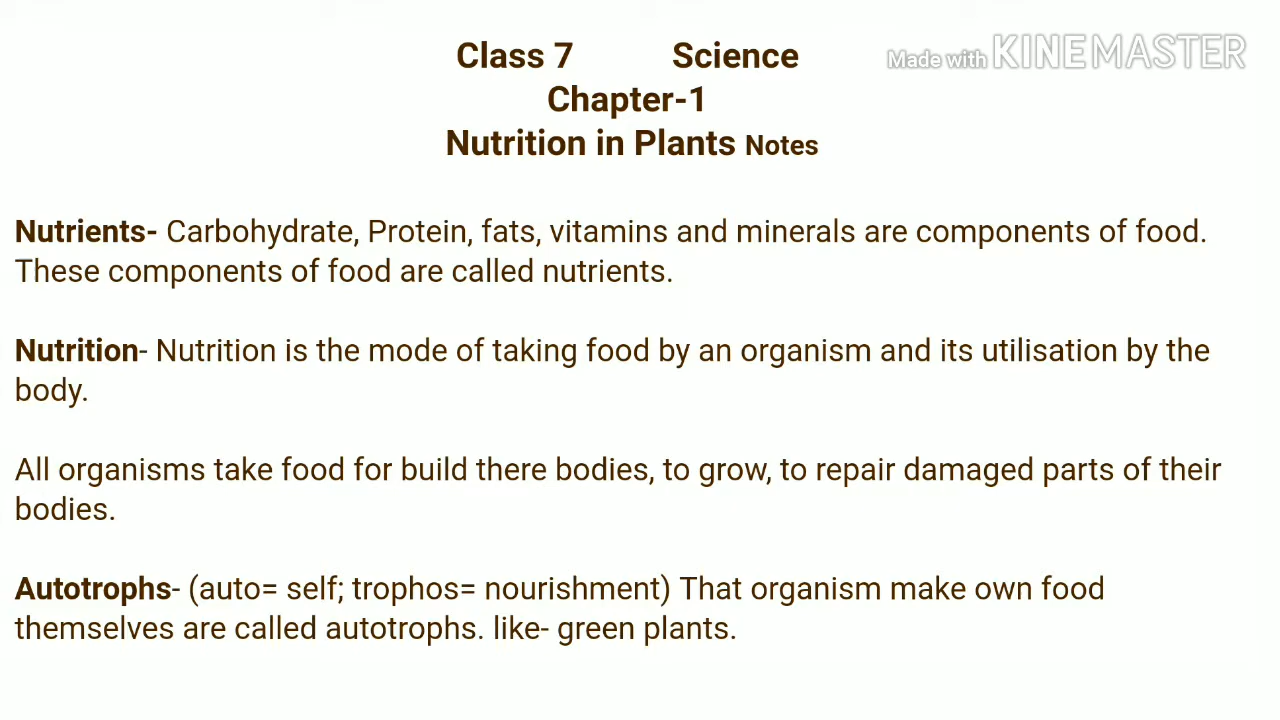 Class 7 Science
Made with KINEMASTER
Chapter-1
Nutrition in Plants Notes
Nutrients- Carbohydrate, Protein, fats, vitamins and minerals are components of food.
These components of food are called nutrients.
Nutrition- Nutrition is the mode of taking food by an organism and its utilisation by the
body.
All organisms take food for build there bodies, to grow, to repair damaged parts of their
bodies.
Autotrophs- (auto= self; trophos= nourishment) That organism make own food
themselves are called autotrophs. like- green plants.